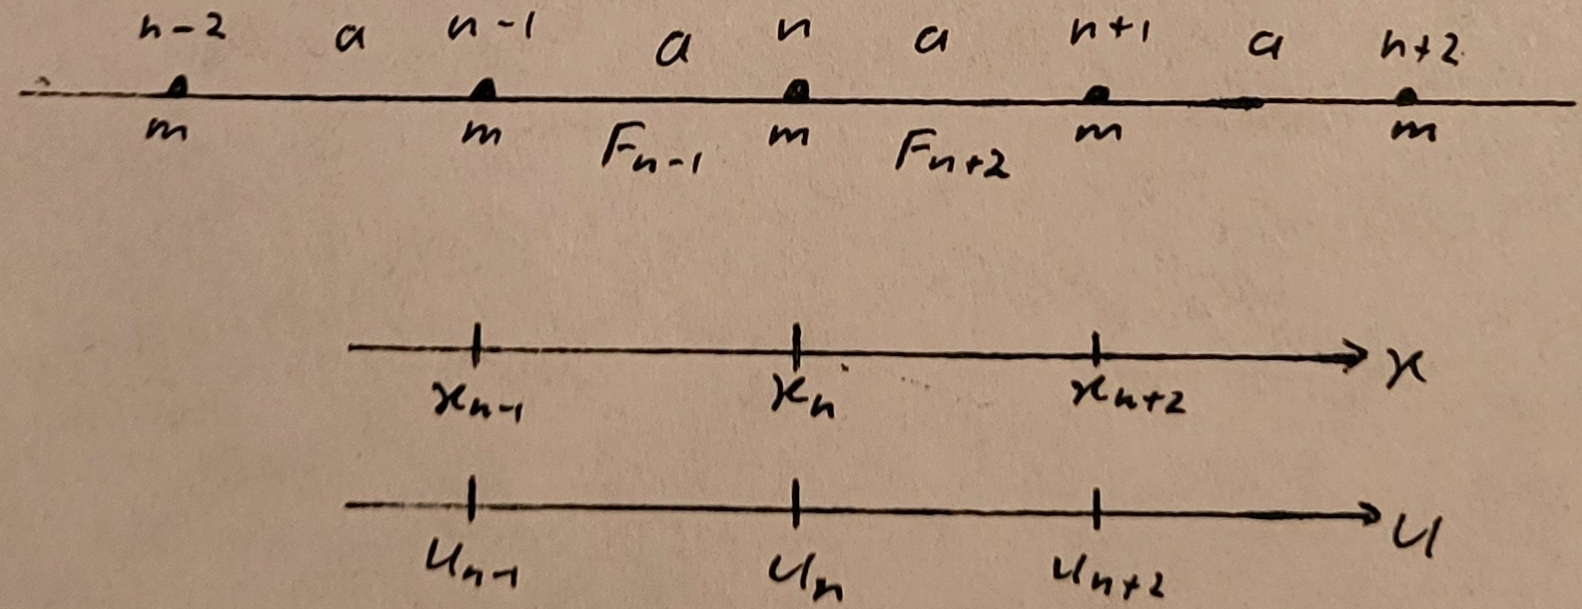 n-2 a n-1 a n a n+1 a n+2
m m F_{n-1} m F_{n+2} m m
x_{n-1} x_n x_{n+2} x
u_{n-1} u_n u_{n+2} u